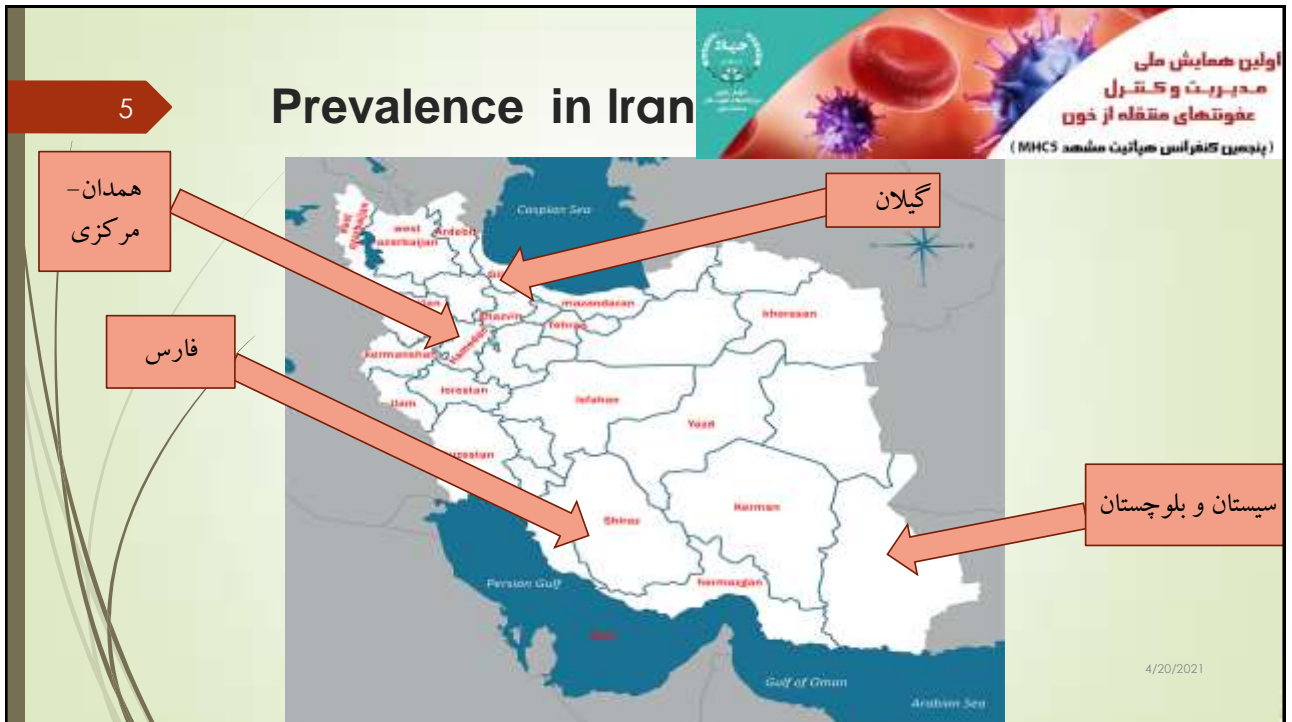 5
Prevalence in Iran
اولین همایش ملی
مدیریت و کنترل
عفونتهای منتقله از خون
(پنجمین کنفرانس هپاتیت مشهد MHC5)
همدان-
مرکزی
گیلان
فارس
سیستان و بلوچستان
Caspian Sea
west
azarbaijan
Ardebil
mazandaran
Tehran
khorasan
Hamedan
kermanshah
lorestan
Ilam
Isfahan
Yazd
Shiraz
Kerman
hormozgan
Persian Gulf
Gulf of Oman
Arabian Sea
4/20/2021